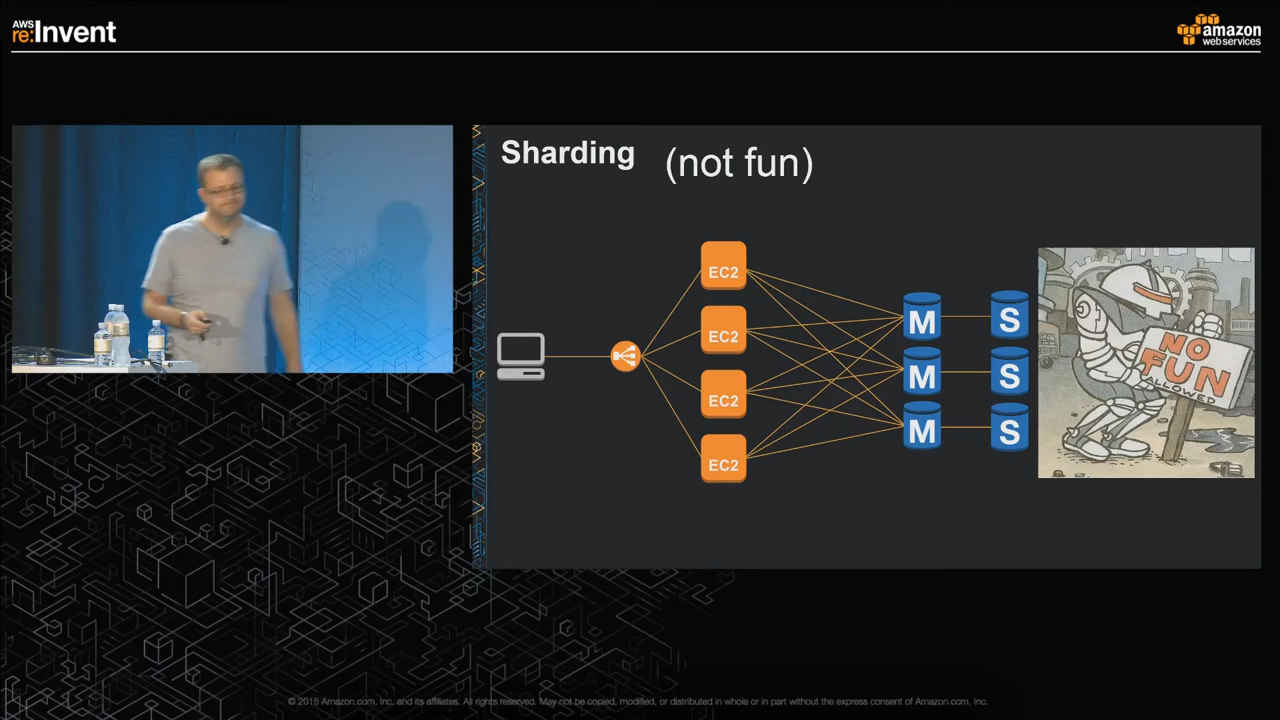 AWS
re:Invent
amazon
web services
Sharding (not fun)
EC2
EC2
EC2
EC2
M S
M S
M S
NO
FUN
ALLOWED
© 2015 Amazon.com, Inc. and its affiliates. All rights reserved. May not be copied, modified, or distributed in whole or in part without the express consent of Amazon.com, Inc.